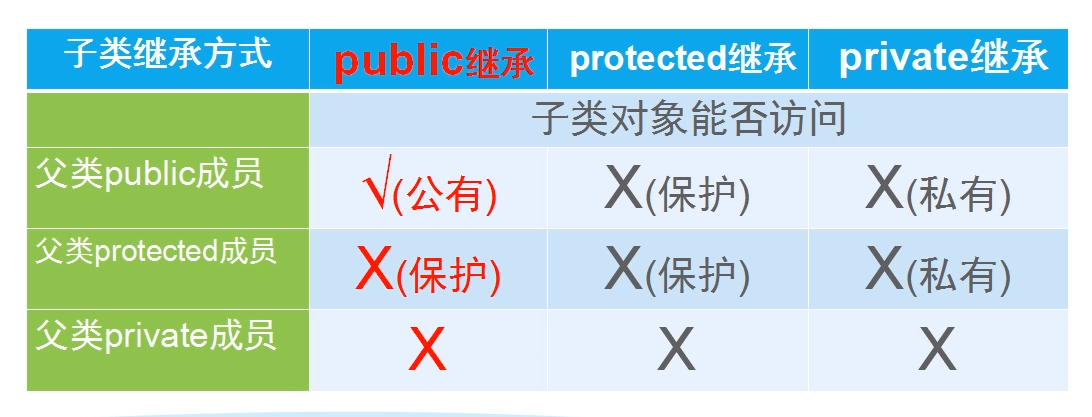 子类继承方式 public继承 protected继承 private继承
子类对象能否访问
父类public成员 √(公有) X(保护) X(私有)
父类protected成员 X(保护) X(保护) X(私有)
父类private成员 X X X